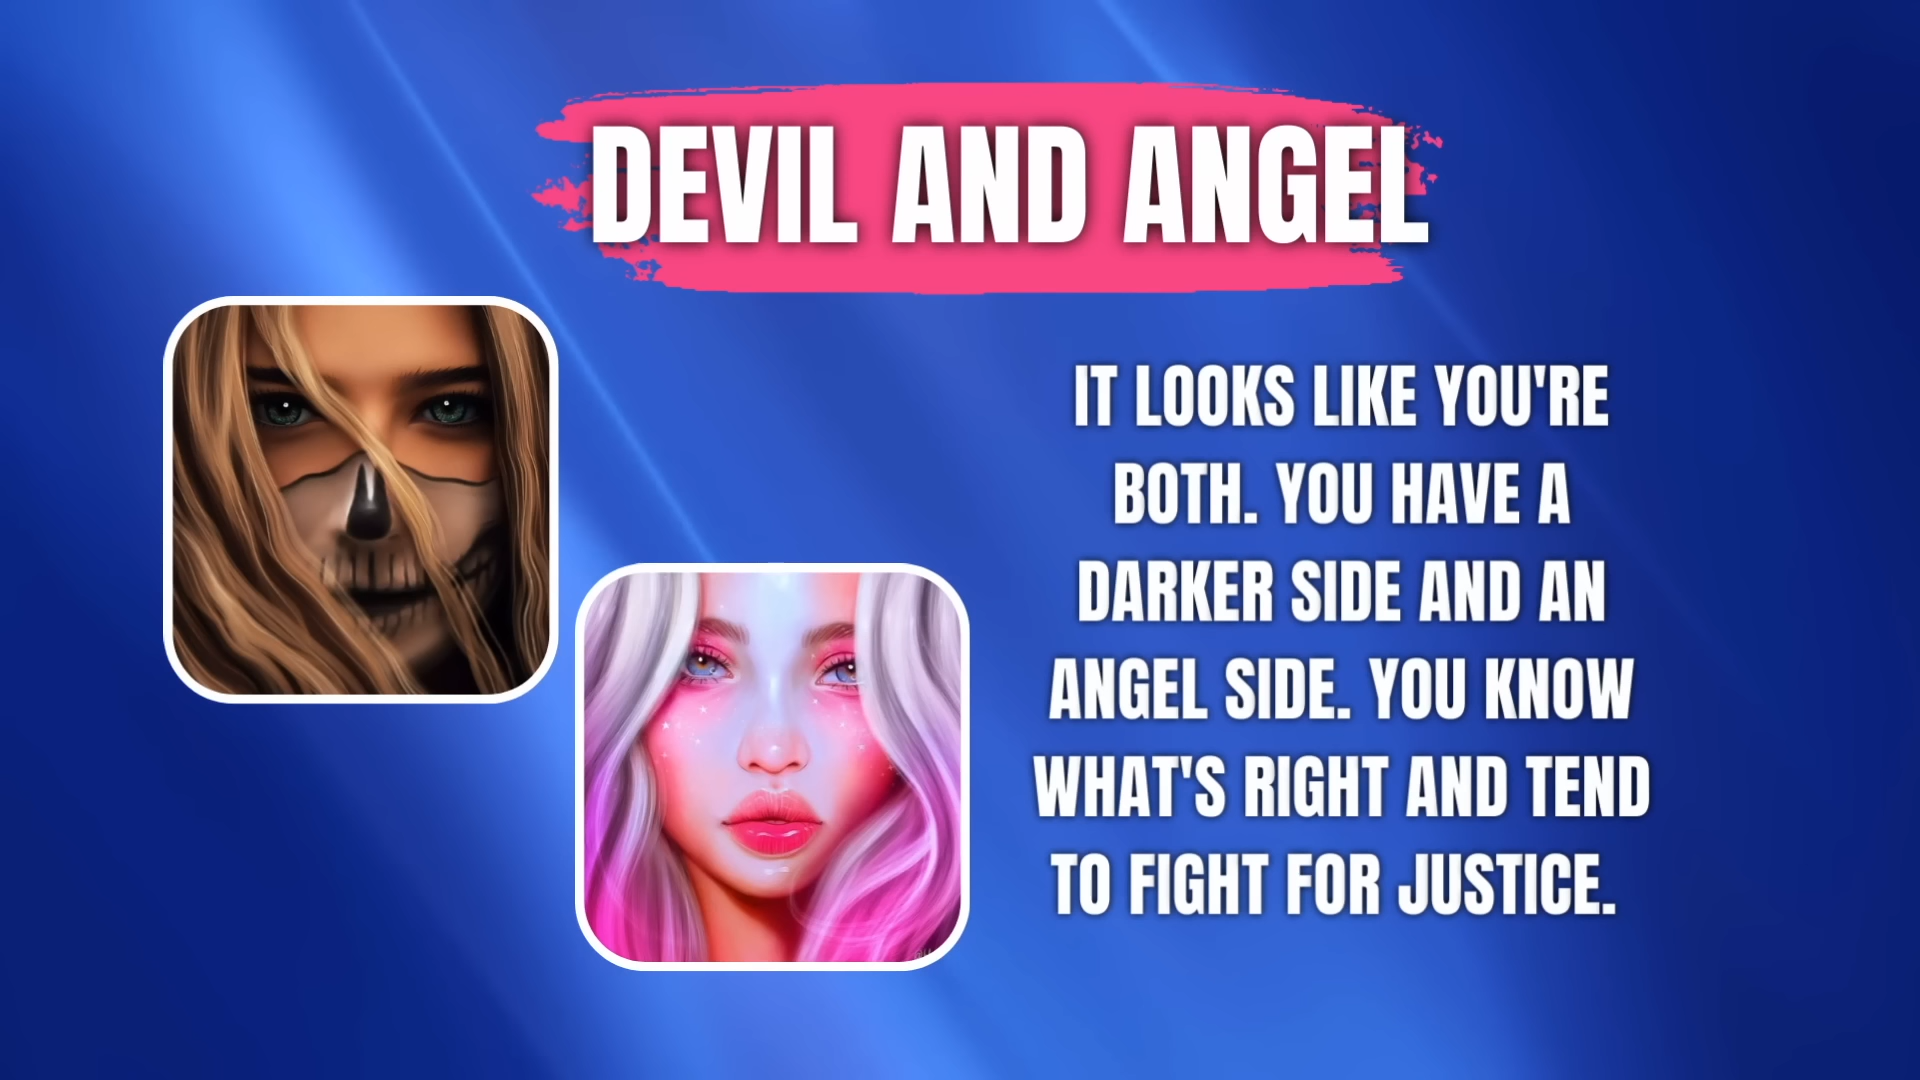 DEVIL AND ANGEL
IT LOOKS LIKE YOU'RE
BOTH. YOU HAVE A
DARKER SIDE AND AN
ANGEL SIDE. YOU KNOW
WHAT'S RIGHT AND TEND
TO FIGHT FOR JUSTICE.